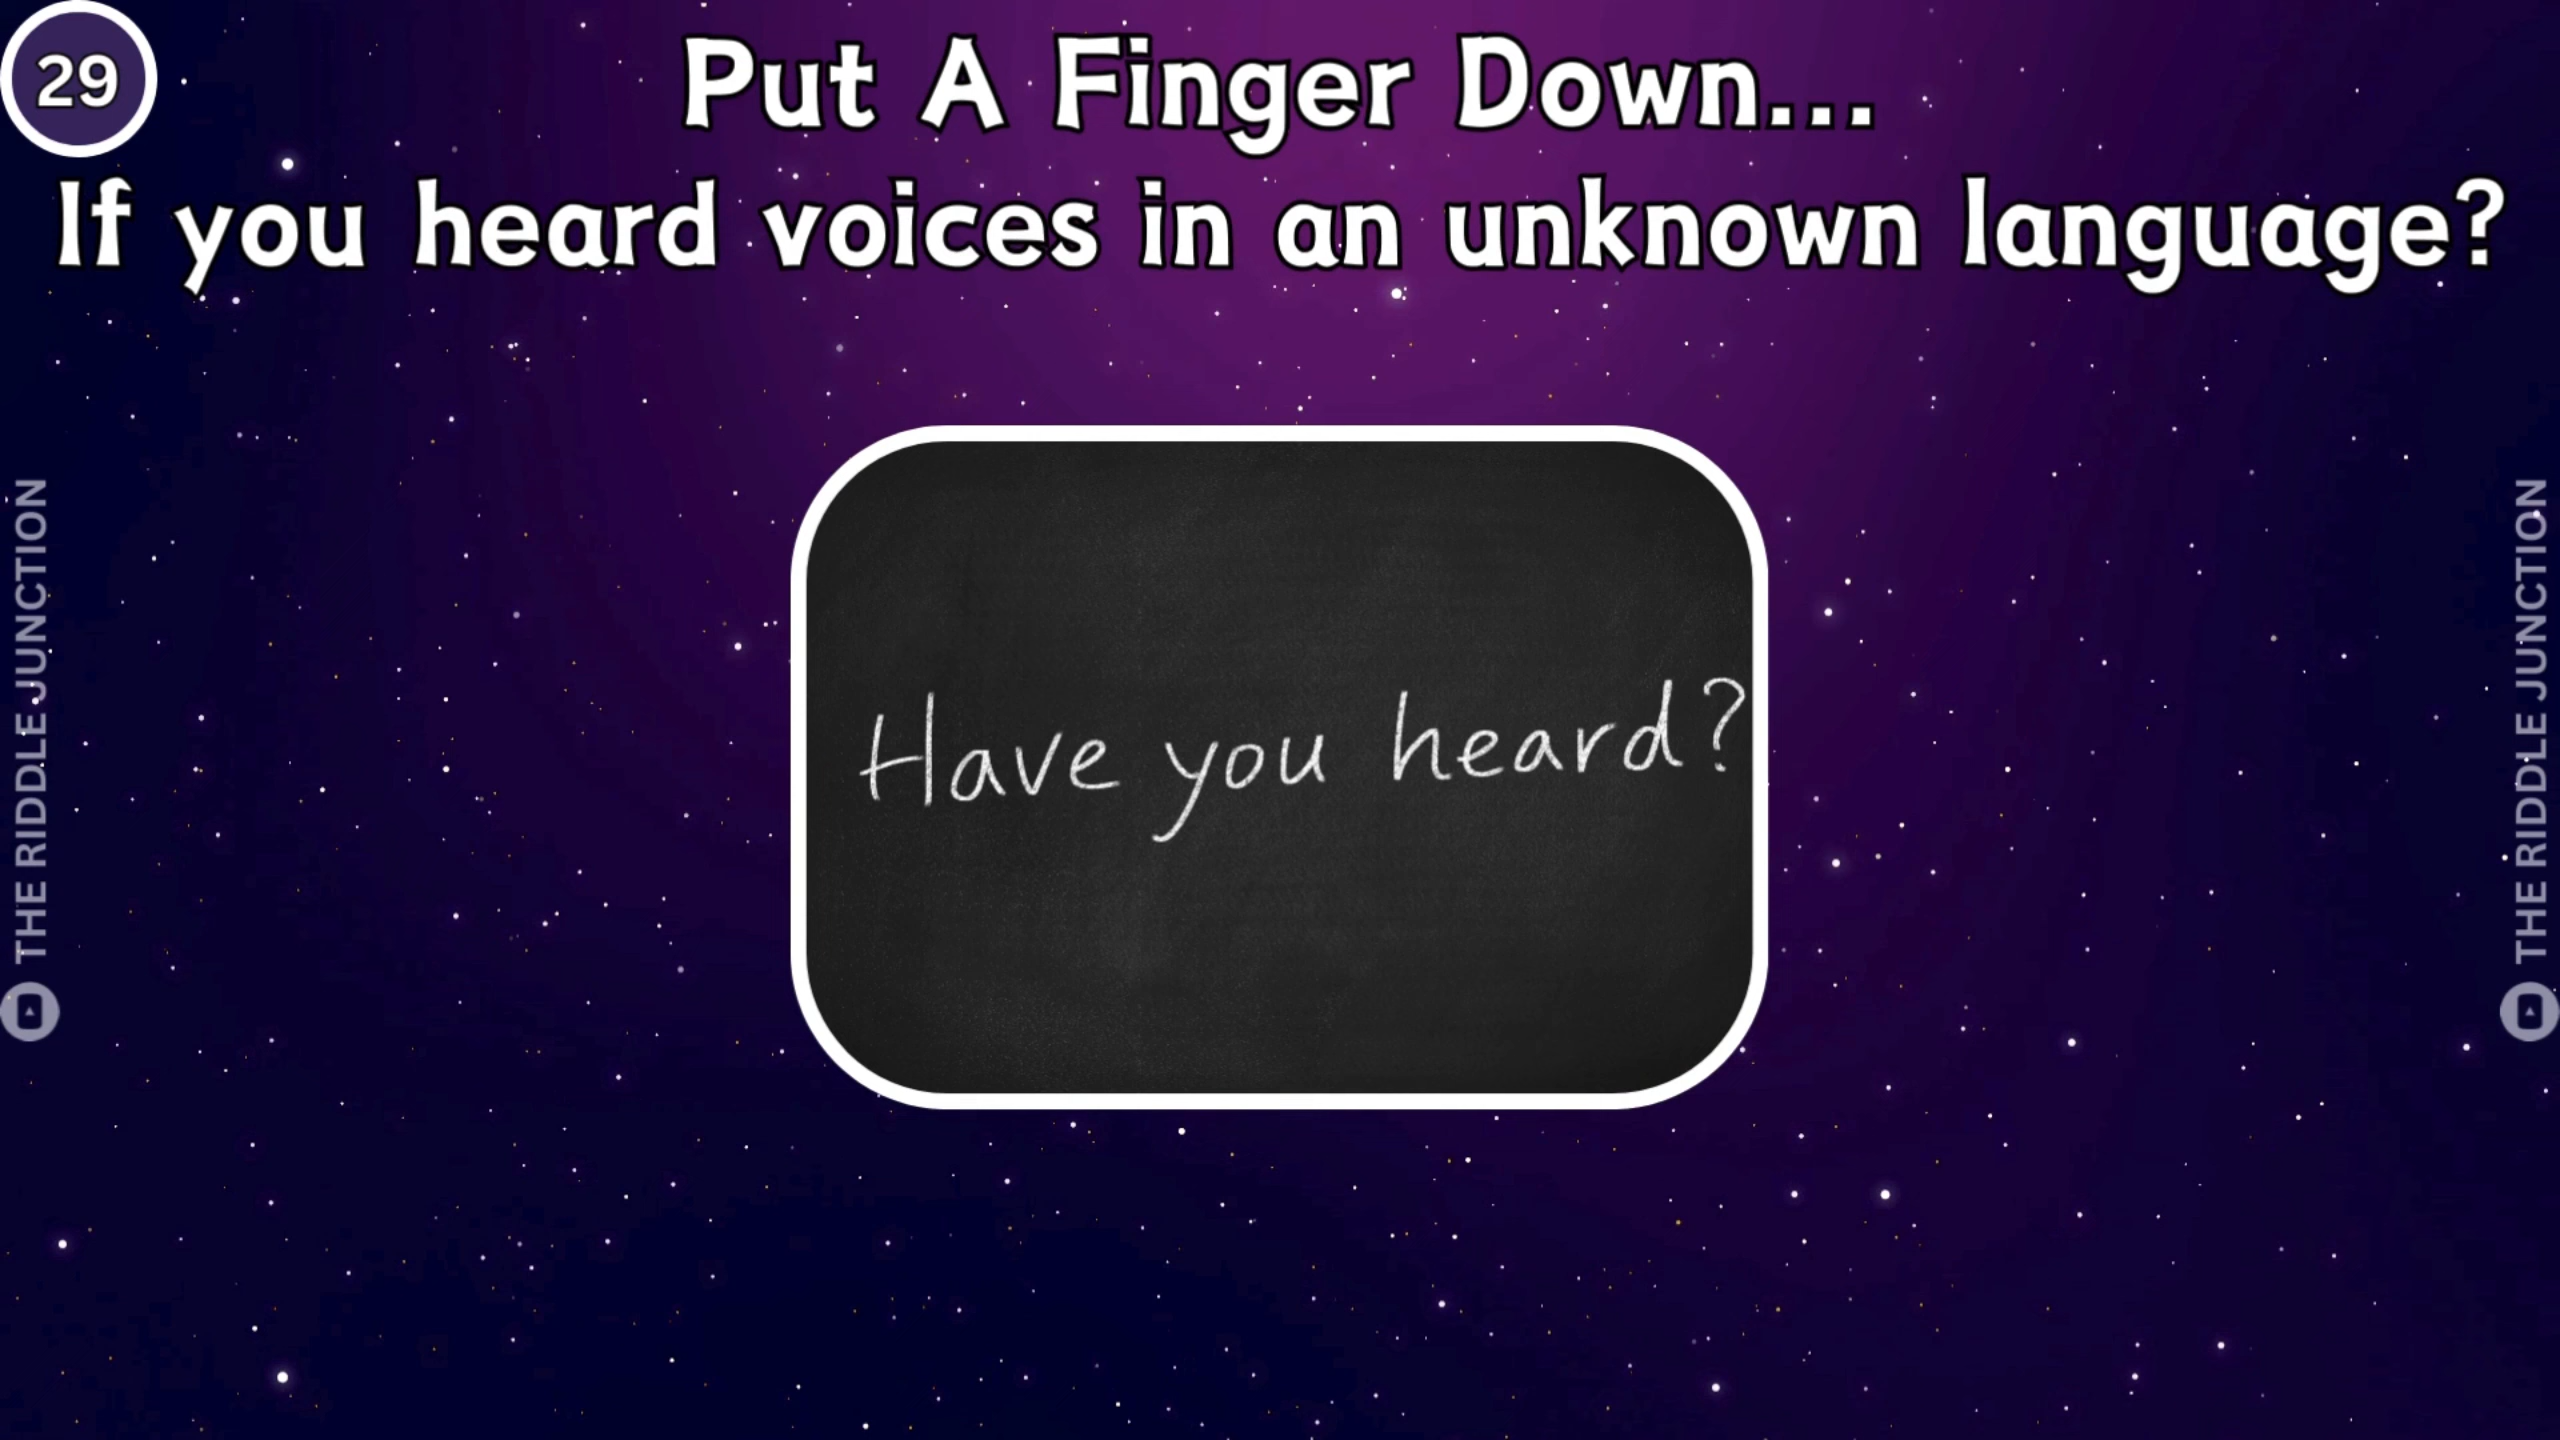 29
Put A Finger Down...
If you heard voices in an unknown language?
Have you heard?
THE RIDDLE JUNCTION
THE RIDDLE JUNCTION